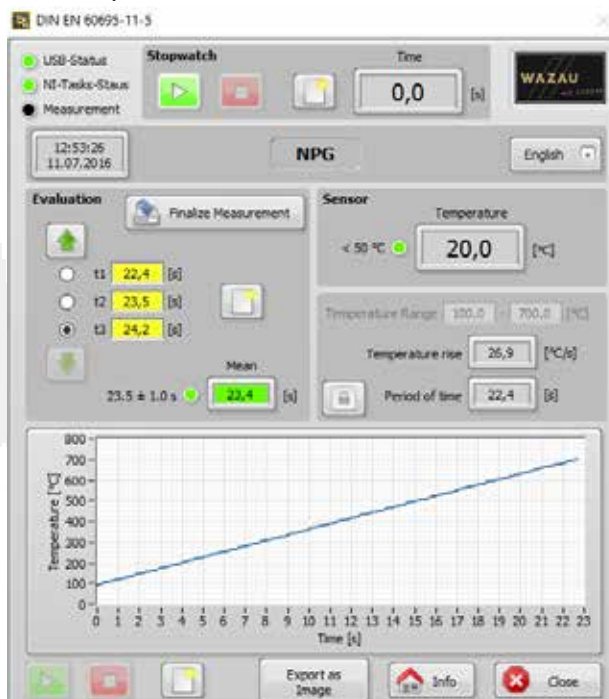 DIN EN 60695-11-5
USB-Status
NI-Tasks-Staus
Measurement
Stopwatch
Time
0,0 [s]
WAZAU
12:53:26
11.07.2016
NPG
English
Evaluation
Finalize Measurement
t1 22,4 [s]
t2 23,5 [s]
t3 24,2 [s]
Mean
23.5 ± 1.0 s 23,4 [s]
Sensor
Temperature
< 50 °C 20,0 [°C]
Temperature Range 100.0 - 700.0 [°C]
Temperature rise 26,9 [°C/s]
Period of time 22,4 [s]
Temperature [°C]
800
700
600
500
400
300
200
100
0
0 1 2 3 4 5 6 7 8 9 10 11 12 13 14 15 16 17 18 19 20 21 22 23
Time [s]
Export as
Image
Info
Close